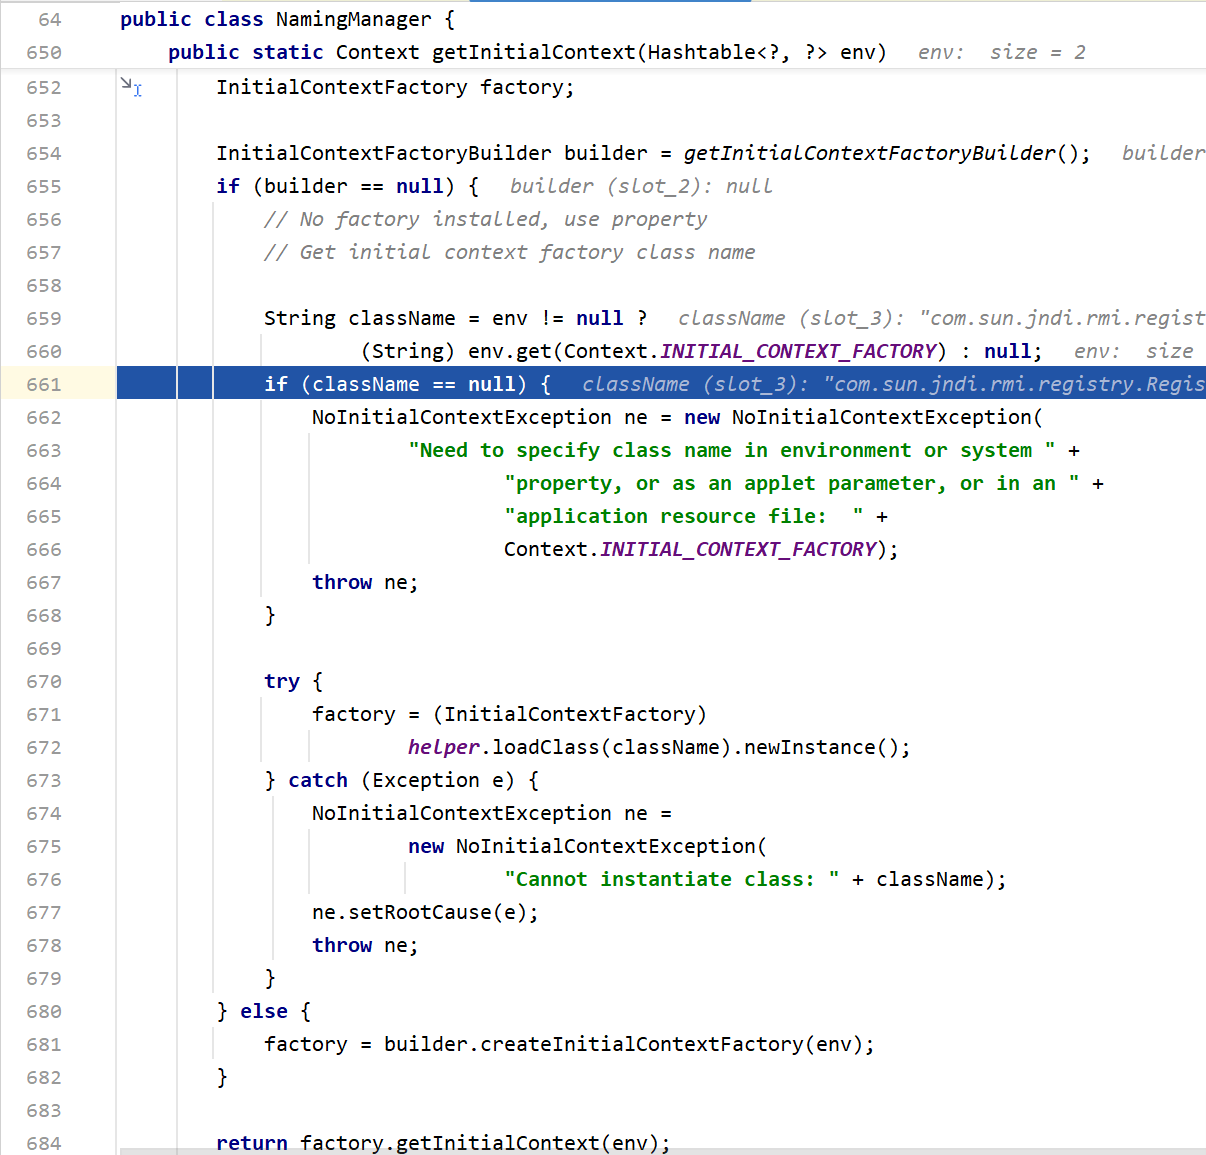 64 public class NamingManager {
650 public static Context getInitialContext(Hashtable<?, ?> env) env: size = 2
652 InitialContextFactory factory;
653
654 InitialContextFactoryBuilder builder = getInitialContextFactoryBuilder(); builder
655 if (builder == null) { builder (slot_2): null
656 // No factory installed, use property
657 // Get initial context factory class name
658
659 String className = env != null ? className (slot_3): "com.sun.jndi.rmi.regist
660 (String) env.get(Context.INITIAL_CONTEXT_FACTORY) : null; env: size
661 if (className == null) { className (slot_3): "com.sun.jndi.rmi.registry.Regis
662 NoInitialContextException ne = new NoInitialContextException(
663 "Need to specify class name in environment or system " +
664 "property, or as an applet parameter, or in an " +
665 "application resource file:  " +
666 Context.INITIAL_CONTEXT_FACTORY);
667 throw ne;
668 }
669
670 try {
671 factory = (InitialContextFactory)
672 helper.loadClass(className).newInstance();
673 } catch (Exception e) {
674 NoInitialContextException ne =
675 new NoInitialContextException(
676 "Cannot instantiate class: " + className);
677 ne.setRootCause(e);
678 throw ne;
679 }
680 } else {
681 factory = builder.createInitialContextFactory(env);
682 }
683
684 return factory.getInitialContext(env);